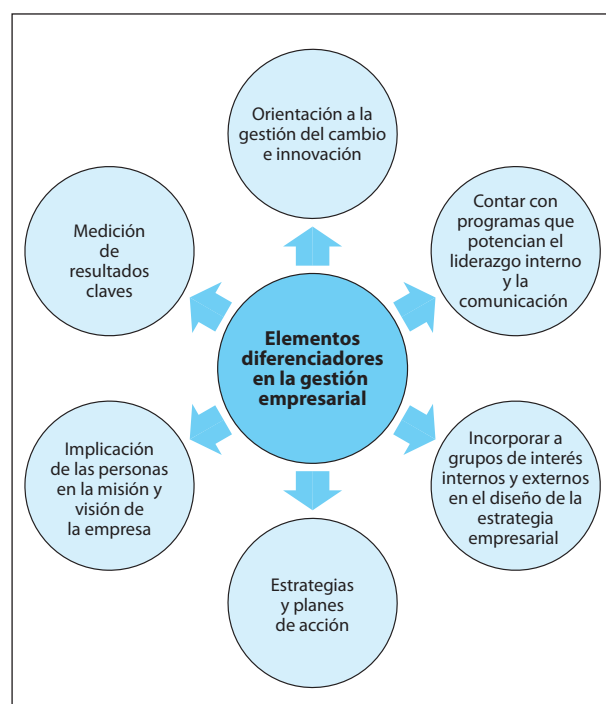 Orientación a la
gestión del cambio
e innovación
Contar con
programas que
potencian el
liderazgo interno
y la
comunicación
Medición
de
resultados
claves
Elementos
diferenciadores
en la gestión
empresarial
Implicación
de las personas
en la misión y
visión de
la empresa
Incorporar a
grupos de interés
internos y externos
en el diseño de la
estrategia
empresarial
Estrategias
y planes
de acción